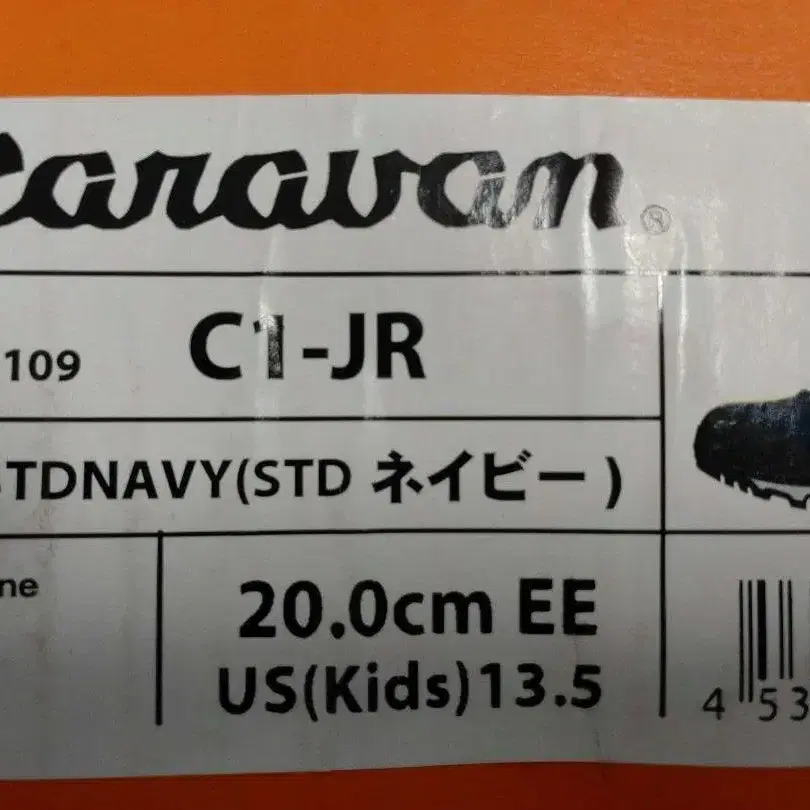 Caravan ®
109 C1-JR
STDNAVY(STD ネイビー)
ne
20.0cm EE
US(Kids)13.5
4 53